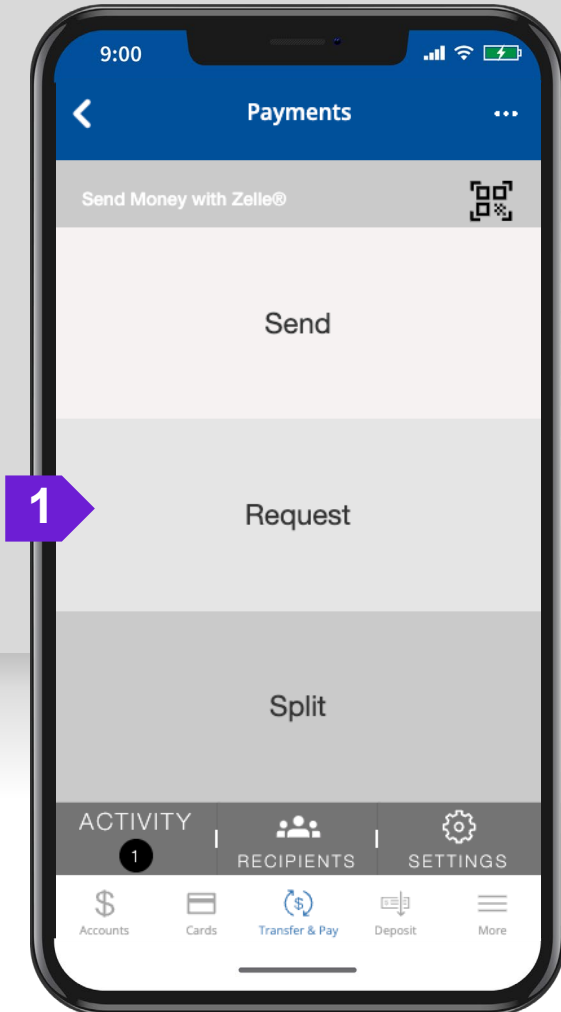 9:00
Payments
Send Money with Zelle®
Send
1
Request
Split
ACTIVITY
1
RECIPIENTS
SETTINGS
Accounts
Cards
Transfer & Pay
Deposit
More